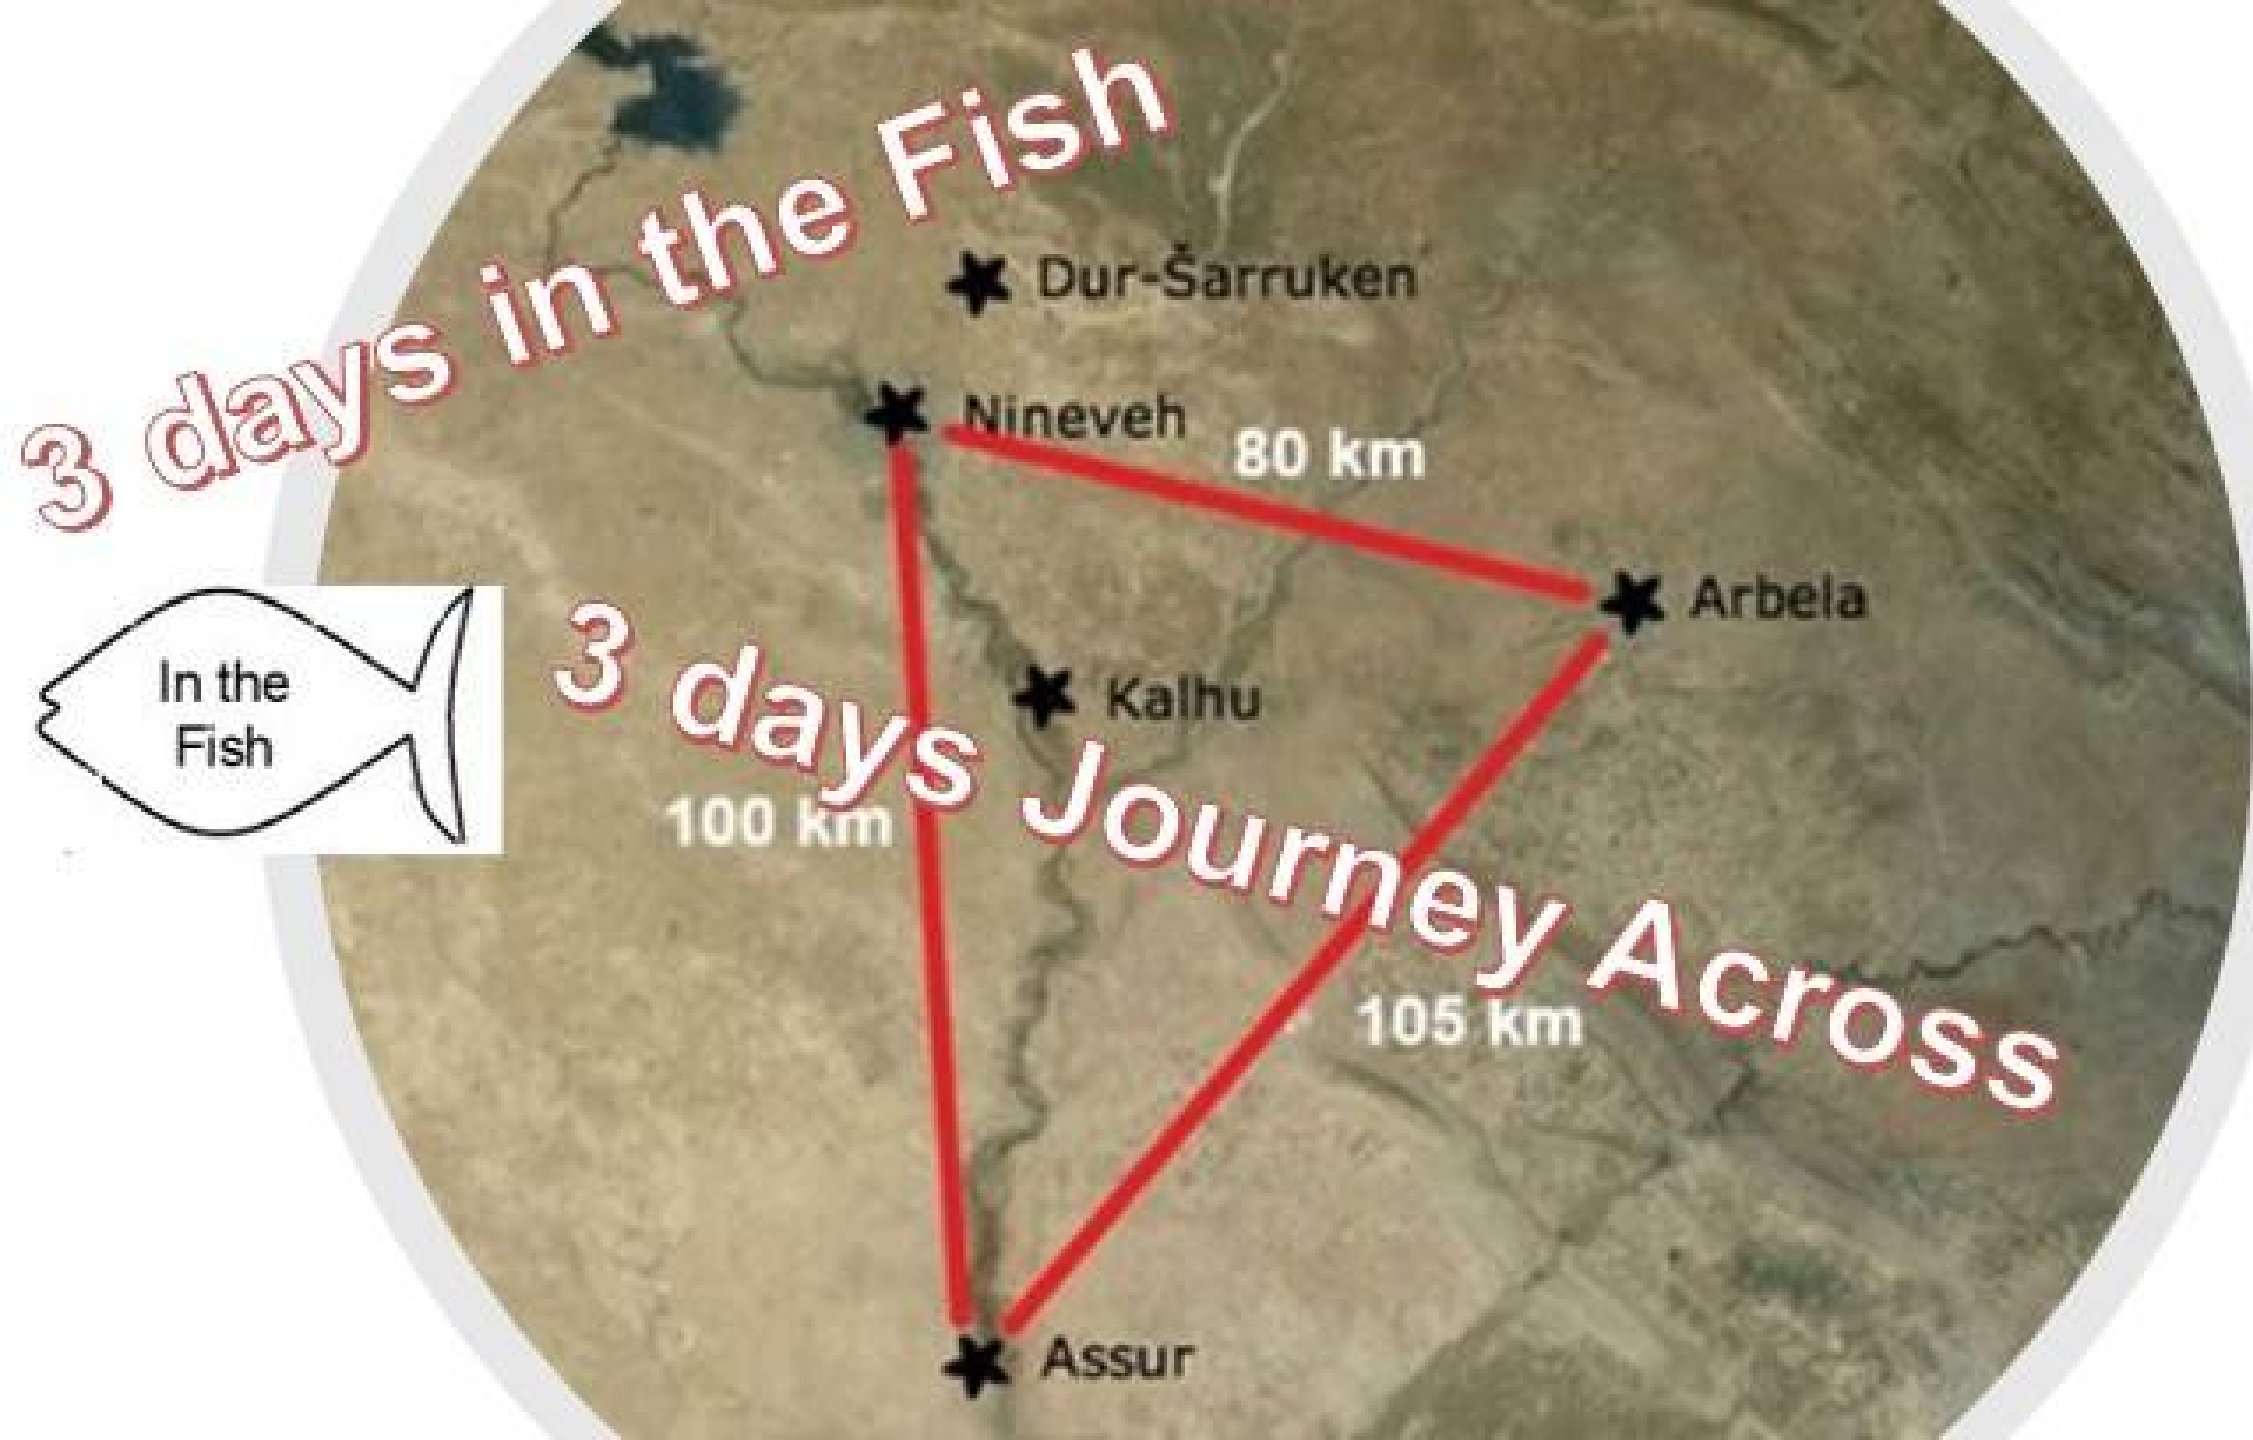 3 days in the Fish
Dur-Šarruken
Nineveh
80 km
Arbela
In the
Fish
3 days Journey Across
Kalhu
100 km
105 km
Assur